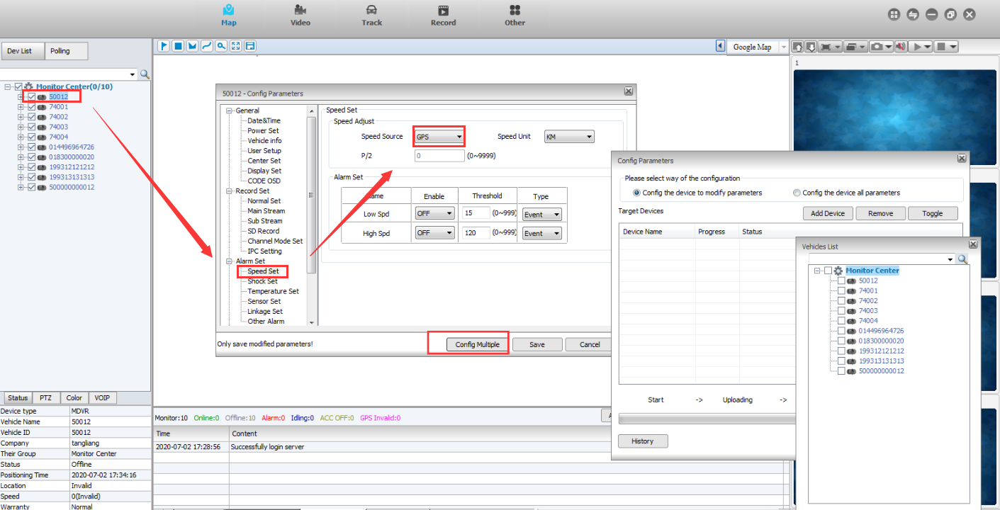 Map Video Track Record Other
Dev List Polling
Google Map
Monitor Center(0/10)
50012
74001
74002
74003
74004
014496964726
018300000020
199312121212
199313131313
500000000012
Status PTZ Color VOIP
Device type MDVR
Vehicle Name 50012
Vehicle ID 50012
Company tangliang
Their Group Monitor Center
Status Offline
Positioning Time 2020-07-02 17:34:16
Location Invalid
Speed 0(Invalid)
Warranty Normal
50012 - Config Parameters
General
Date&Time
Power Set
Vehicle info
User Setup
Center Set
Display Set
CODE OSD
Record Set
Normal Set
Main Stream
Sub Stream
SD Record
Channel Mode Set
IPC Setting
Alarm Set
Speed Set
Shock Set
Temperature Set
Sensor Set
Linkage Set
Other Alarm
Speed Set
Speed Adjust
Speed Source GPS Speed Unit KM
P/2 0 (0~9999)
Alarm Set
Enable Threshold Type
Low Spd OFF 15 (0~999) Event
High Spd OFF 120 (0~999) Event
Only save modified parameters!
Config Multiple Save Cancel
Monitor:10 Online:0 Offline:10 Alarm:0 Idling:0 ACC OFF:0 GPS Invalid:0
Time Content
2020-07-02 17:28:56 Successfully login server
1
Config Parameters
Please select way of the configuration
Config the device to modify parameters Config the device all parameters
Target Devices
Add Device Remove Toggle
Device Name Progress Status
Start -> Uploading ->
History
Vehicles List
Monitor Center
50012
74001
74002
74003
74004
014496964726
018300000020
199312121212
199313131313
500000000012